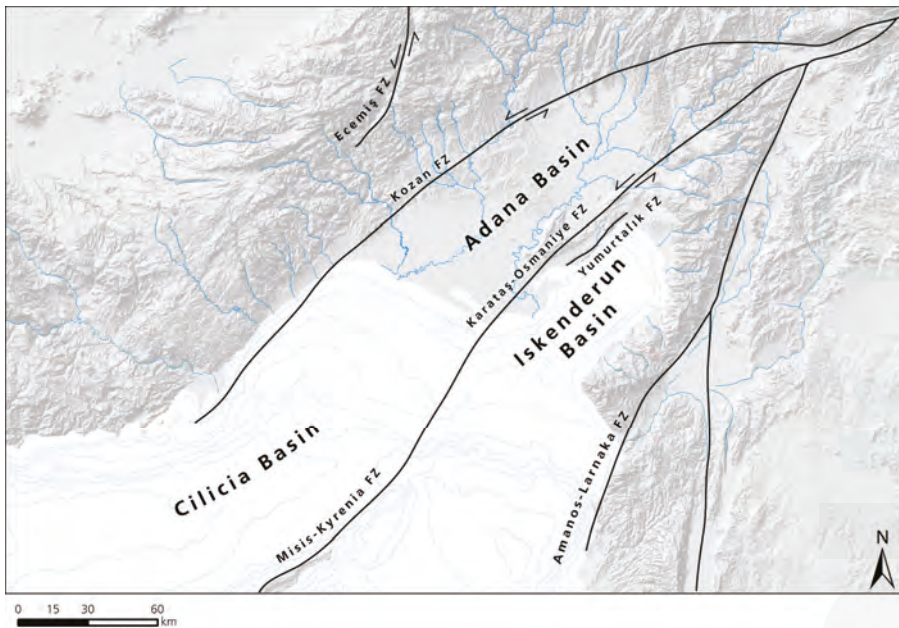 Ecemiş FZ
Kozan FZ
Adana Basin
Karataş-Osmaniye FZ
Yumurtalık FZ
Iskenderun
Basin
Cilicia Basin
Misis-Kyrenia FZ
Amanos-Larnaka FZ
N
0 15 30 60
km